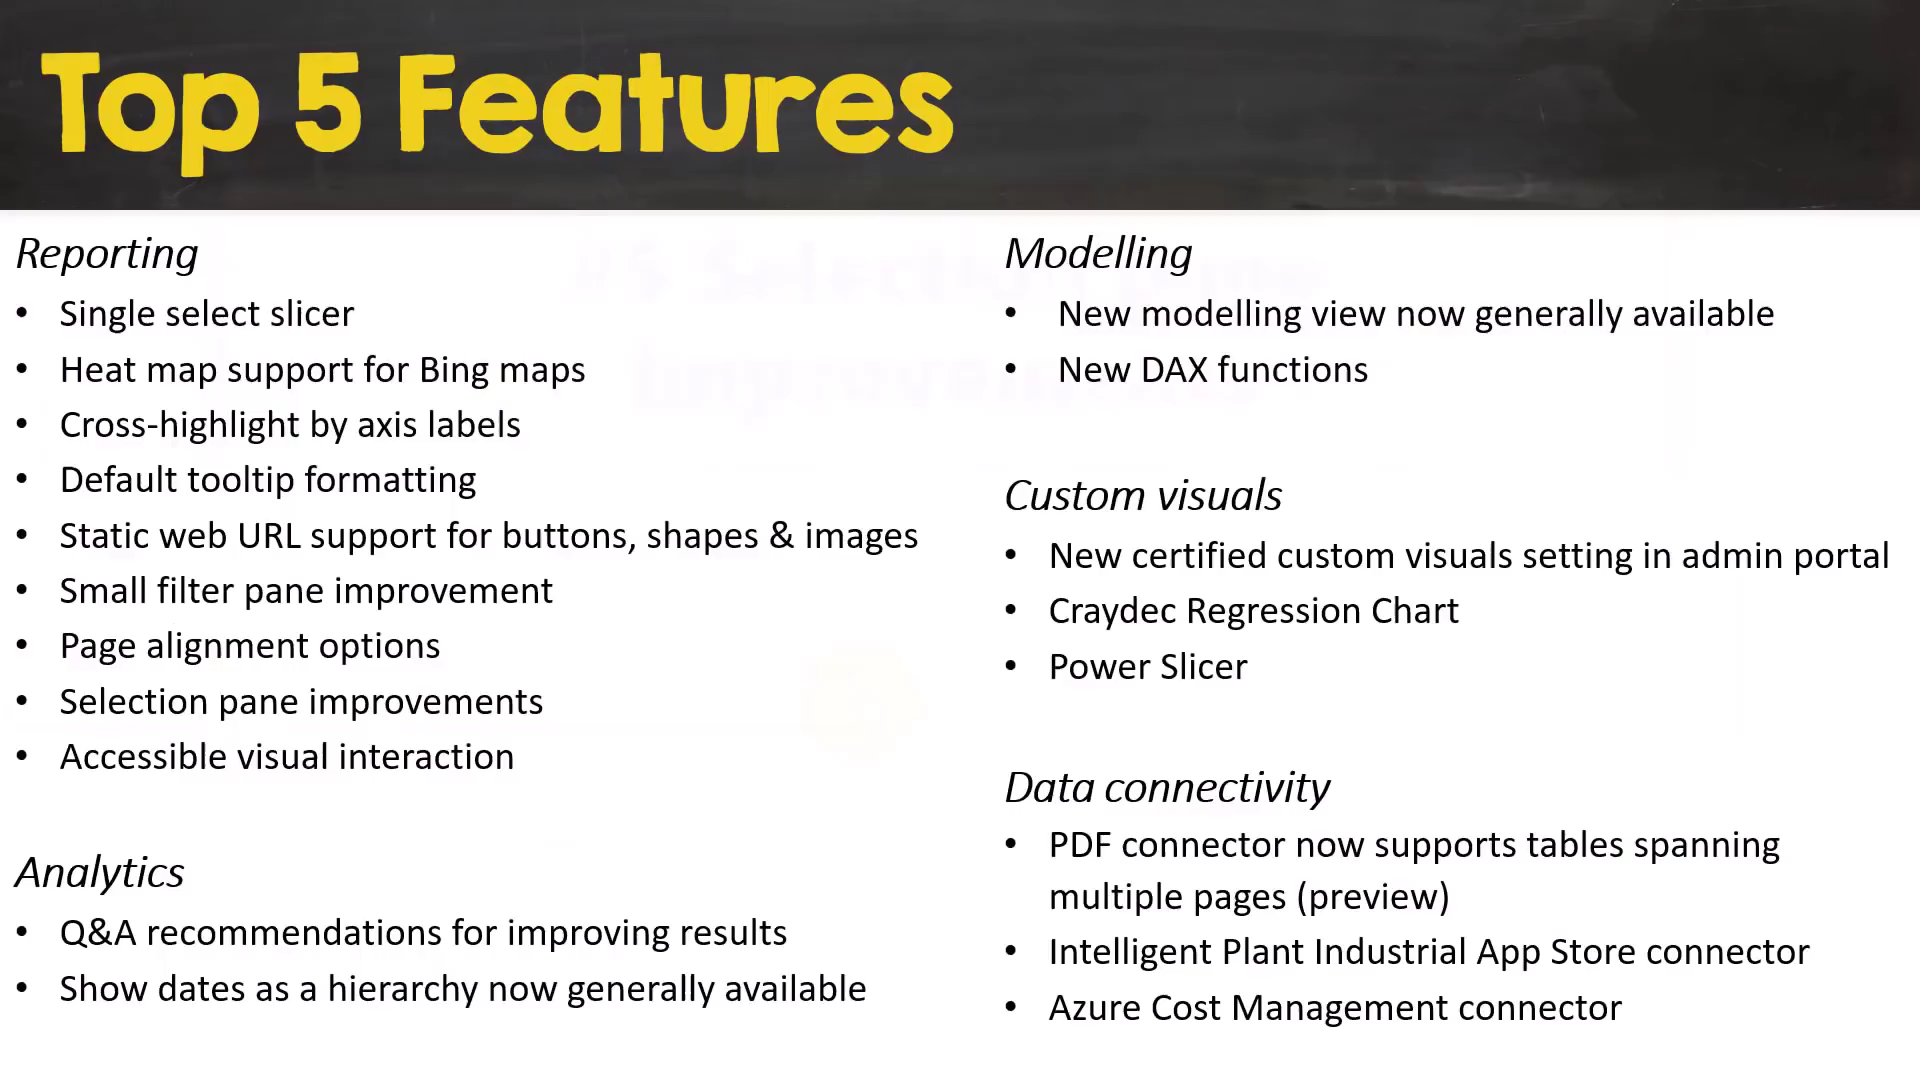 Top 5 Features
Reporting
• Single select slicer
• Heat map support for Bing maps
• Cross-highlight by axis labels
• Default tooltip formatting
• Static web URL support for buttons, shapes & images
• Small filter pane improvement
• Page alignment options
• Selection pane improvements
• Accessible visual interaction
Analytics
• Q&A recommendations for improving results
• Show dates as a hierarchy now generally available
Modelling
• New modelling view now generally available
• New DAX functions
Custom visuals
• New certified custom visuals setting in admin portal
• Craydec Regression Chart
• Power Slicer
Data connectivity
• PDF connector now supports tables spanning
multiple pages (preview)
• Intelligent Plant Industrial App Store connector
• Azure Cost Management connector